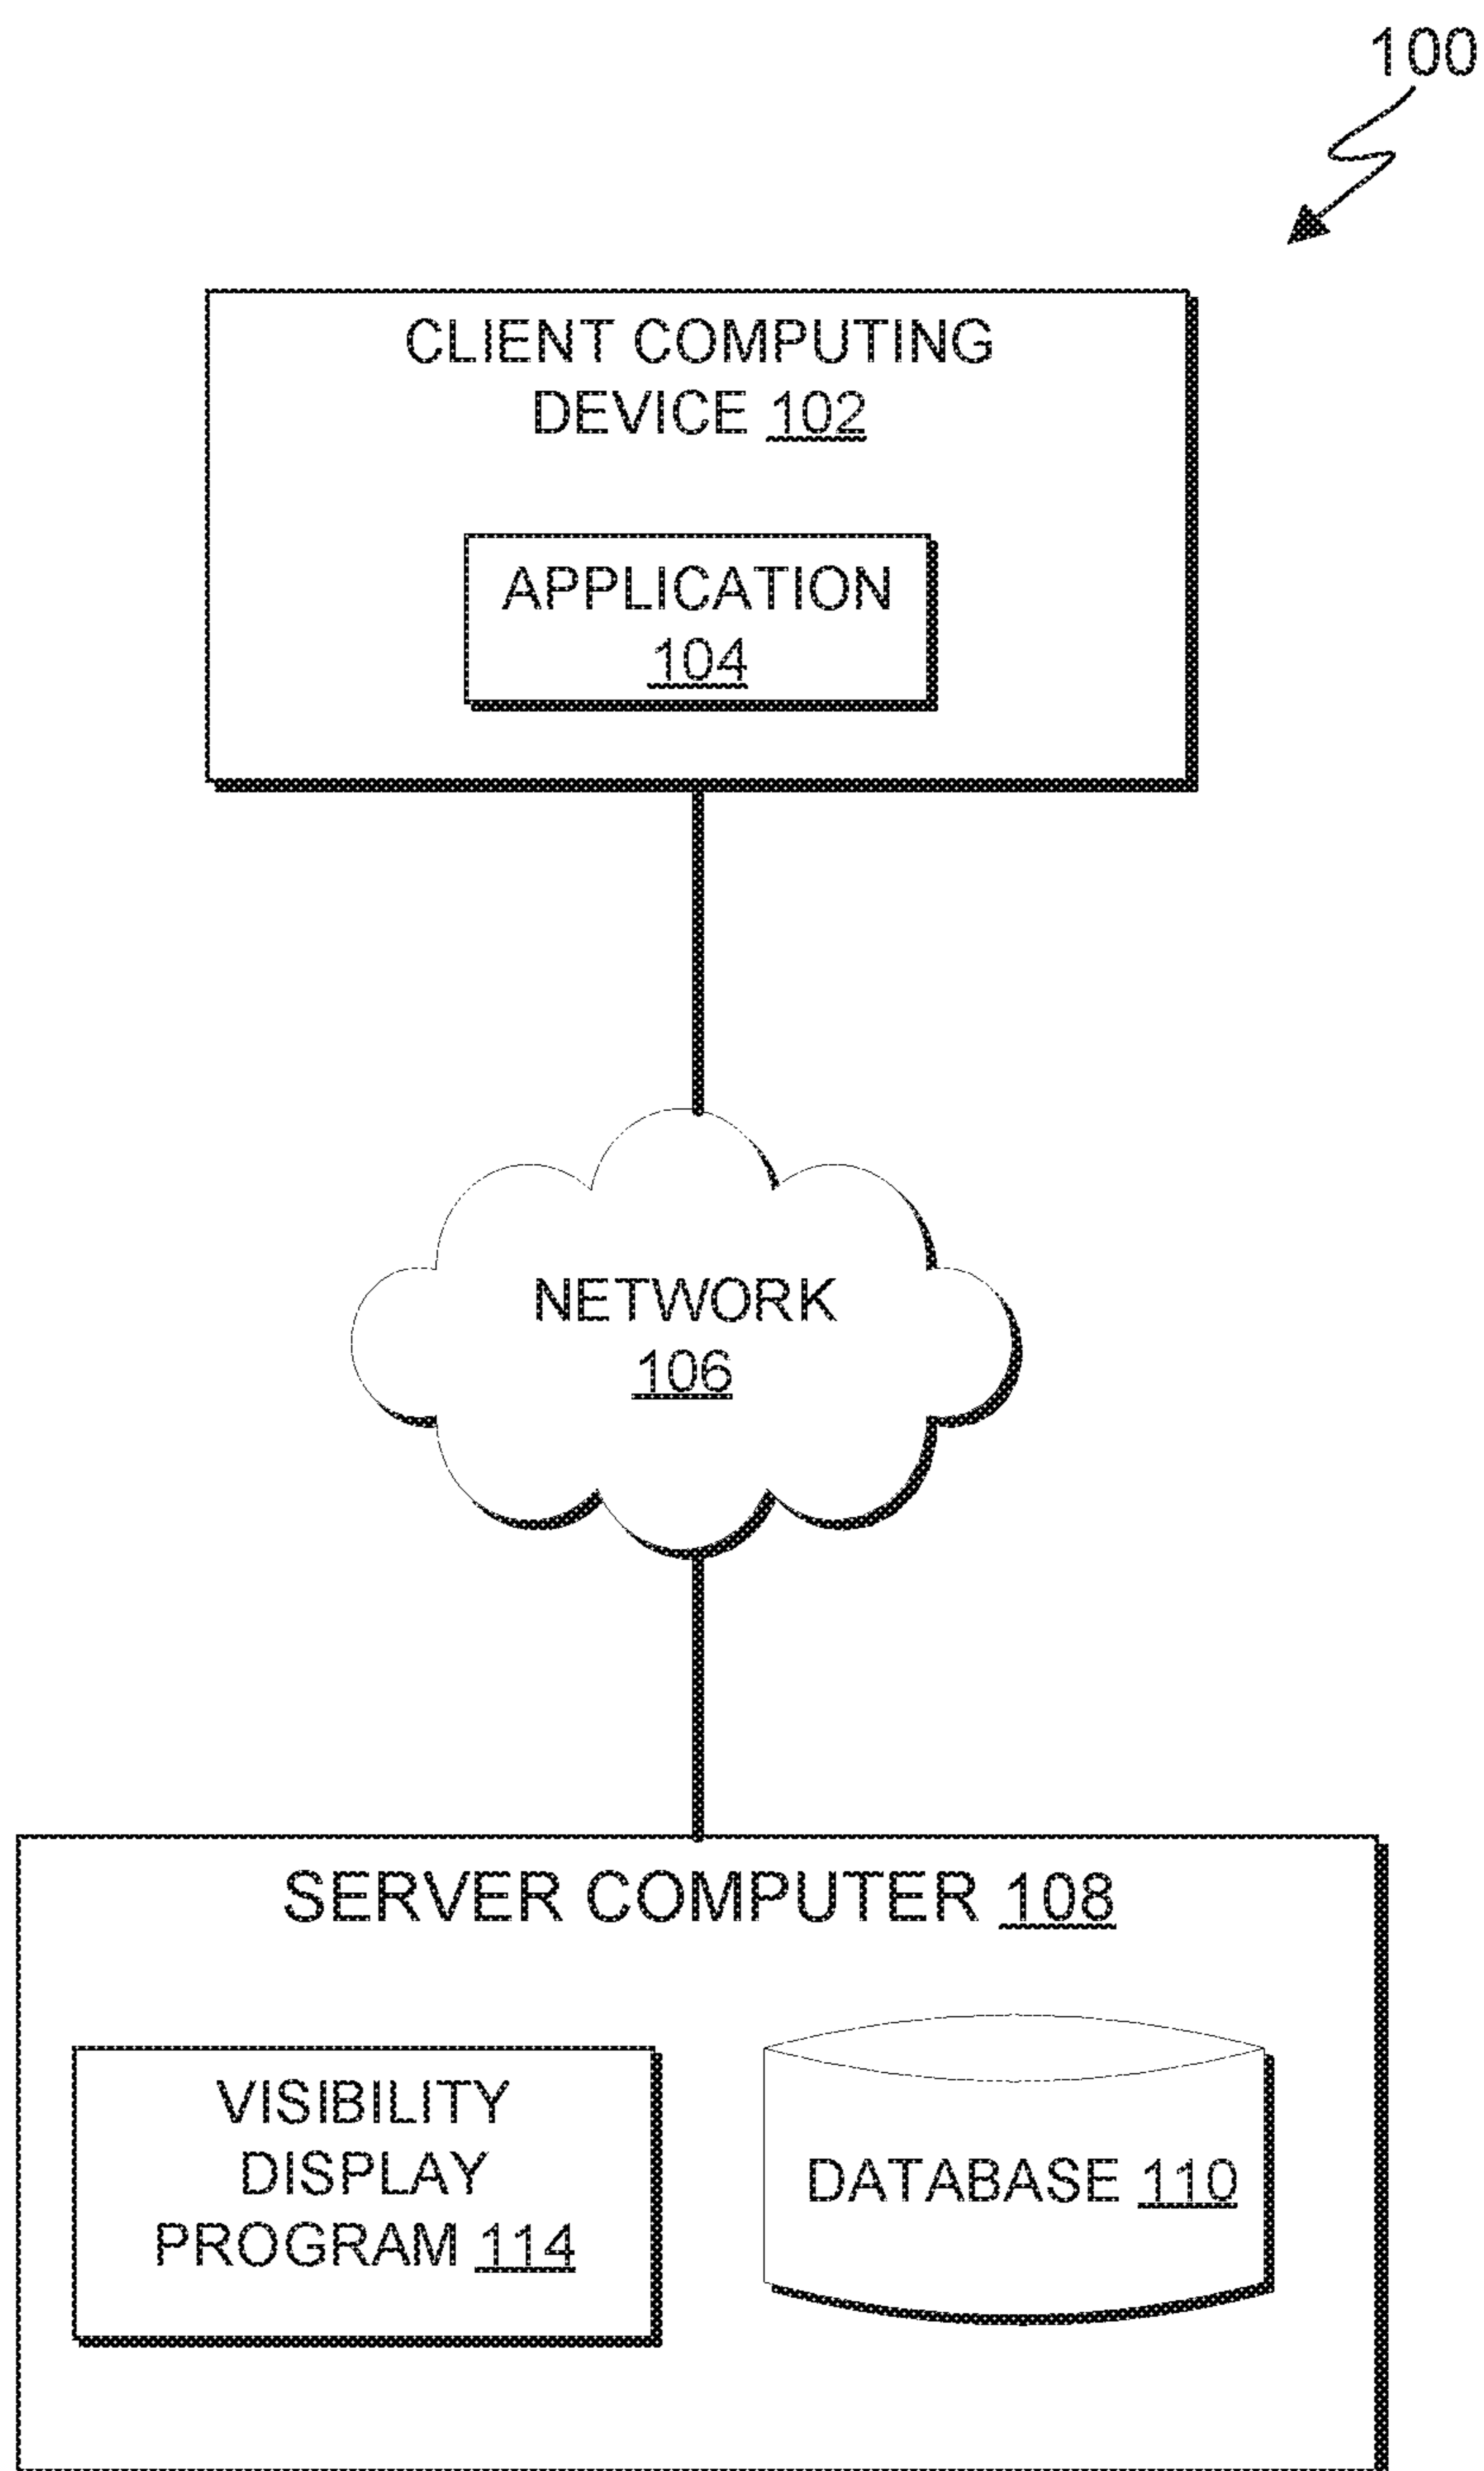 100
CLIENT COMPUTING
DEVICE 102
APPLICATION
104
NETWORK
106
SERVER COMPUTER 108
VISIBILITY
DISPLAY
PROGRAM 114
DATABASE 110